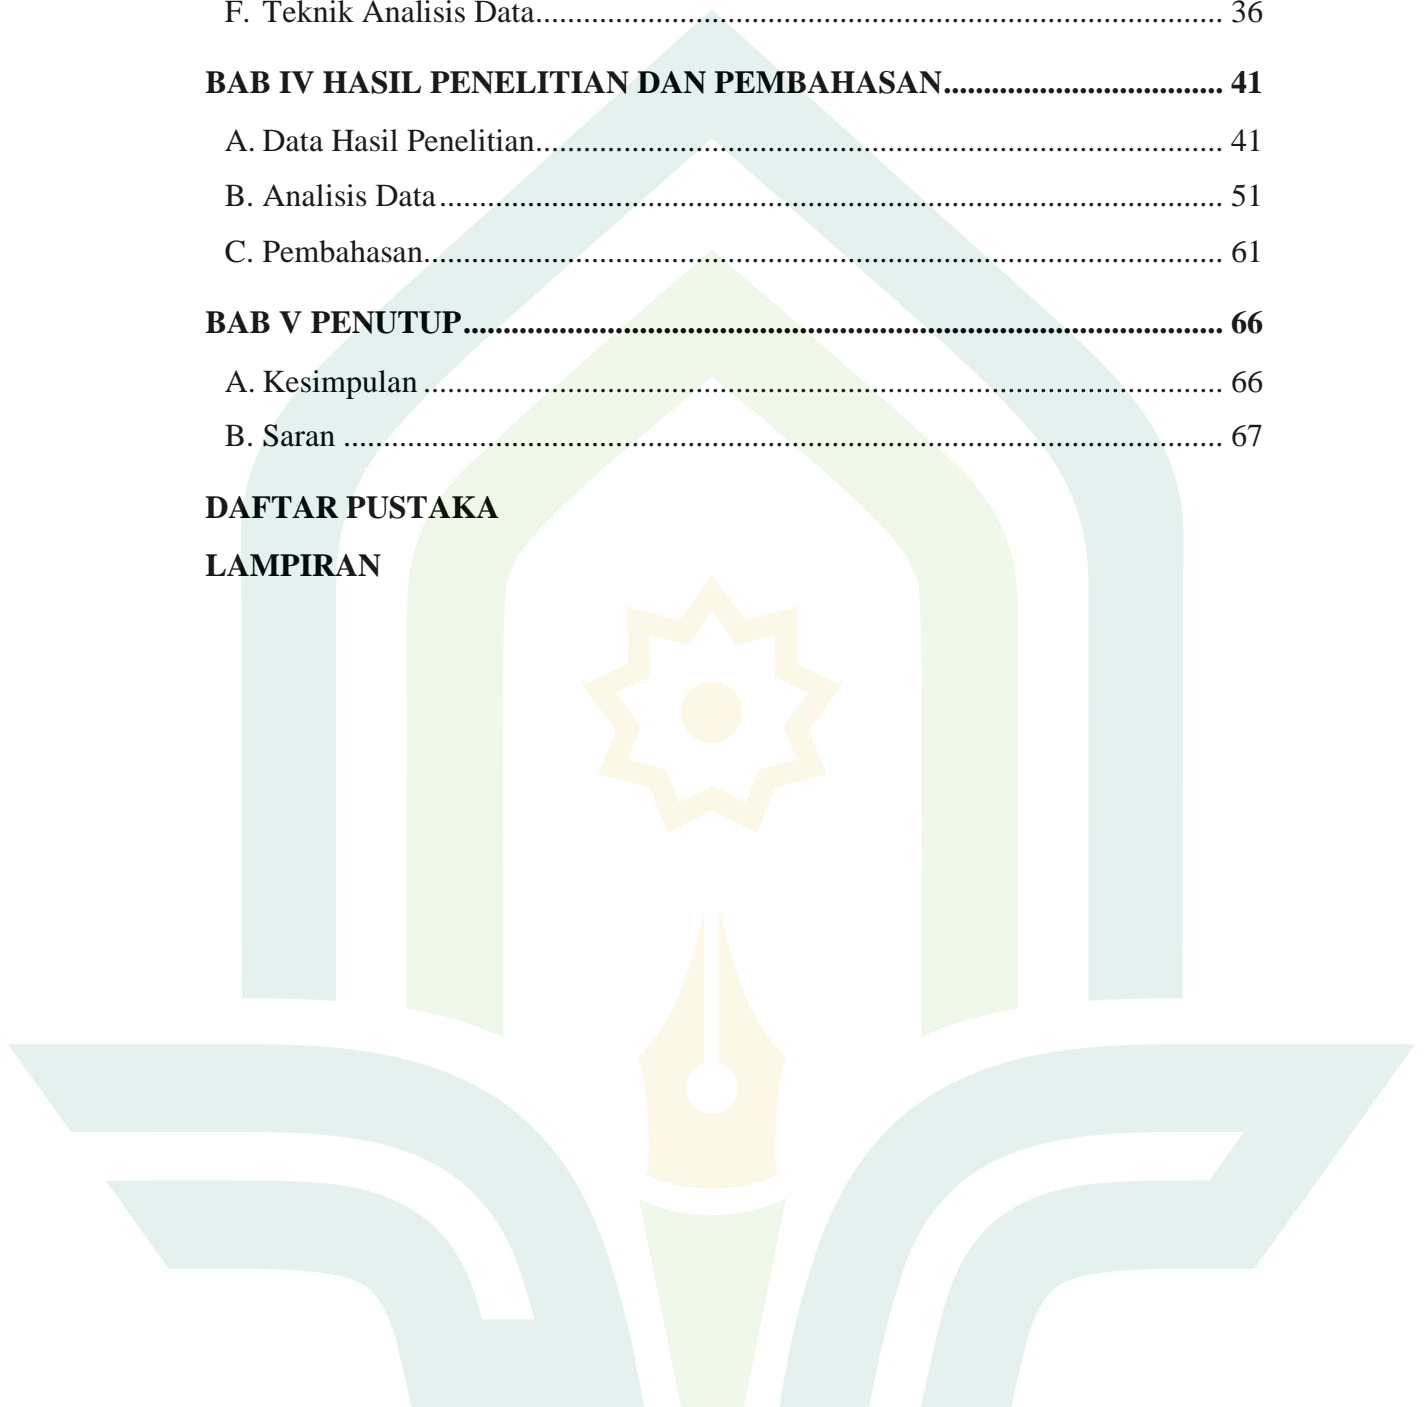 F. Teknik Analisis Data...................................................................................... 36
BAB IV HASIL PENELITIAN DAN PEMBAHASAN................................... 41
A. Data Hasil Penelitian...................................................................................... 41
B. Analisis Data.................................................................................................. 51
C. Pembahasan.................................................................................................... 61
BAB V PENUTUP............................................................................................... 66
A. Kesimpulan .................................................................................................... 66
B. Saran .............................................................................................................. 67
DAFTAR PUSTAKA
LAMPIRAN